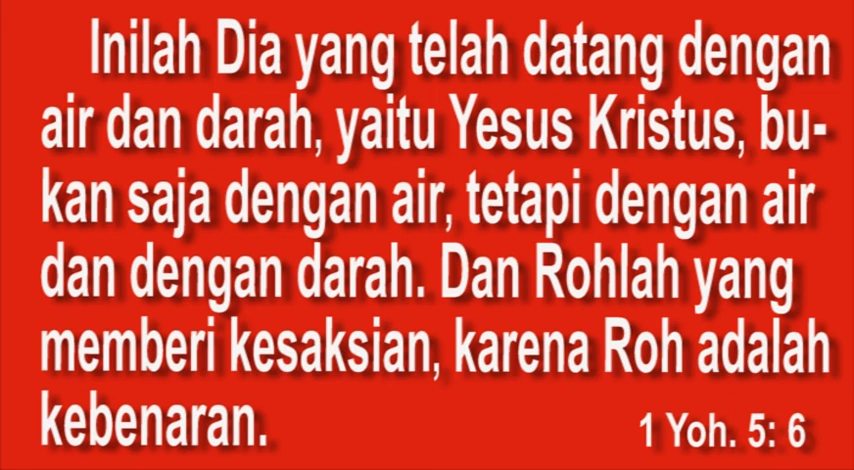 Inilah Dia yang telah datang dengan
air dan darah, yaitu Yesus Kristus, bu-
kan saja dengan air, tetapi dengan air
dan dengan darah. Dan Rohlah yang
memberi kesaksian, karena Roh adalah
kebenaran.
1 Yoh. 5: 6